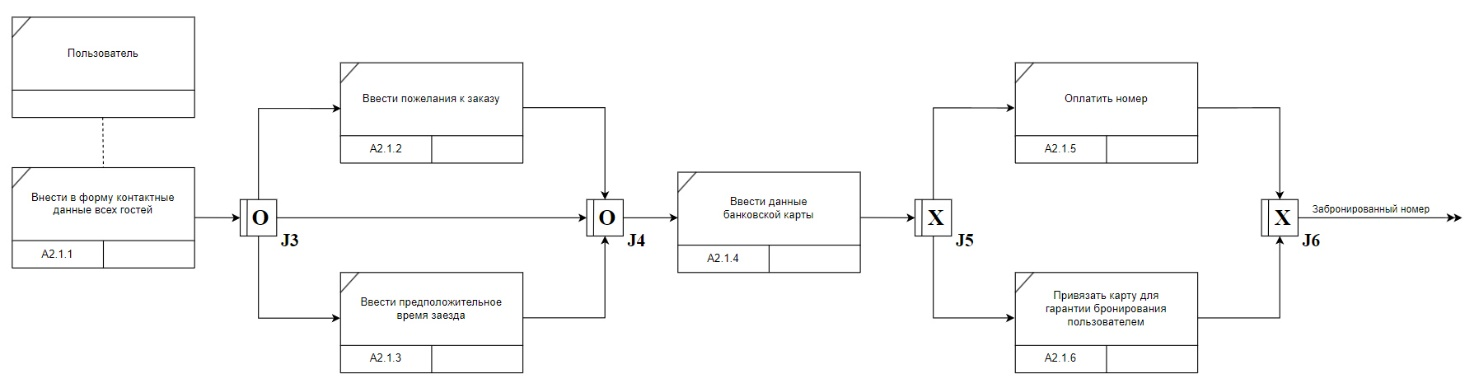 Пользователь
Внести в форму контактные
данные всех гостей
A2.1.1
O
J3
Ввести пожелания к заказу
A2.1.2
Ввести предположительное
время заезда
A2.1.3
O
J4
Ввести данные
банковской карты
A2.1.4
X
J5
Оплатить номер
A2.1.5
Привязать карту для
гарантии бронирования
пользователем
A2.1.6
X
J6
Забронированный номер